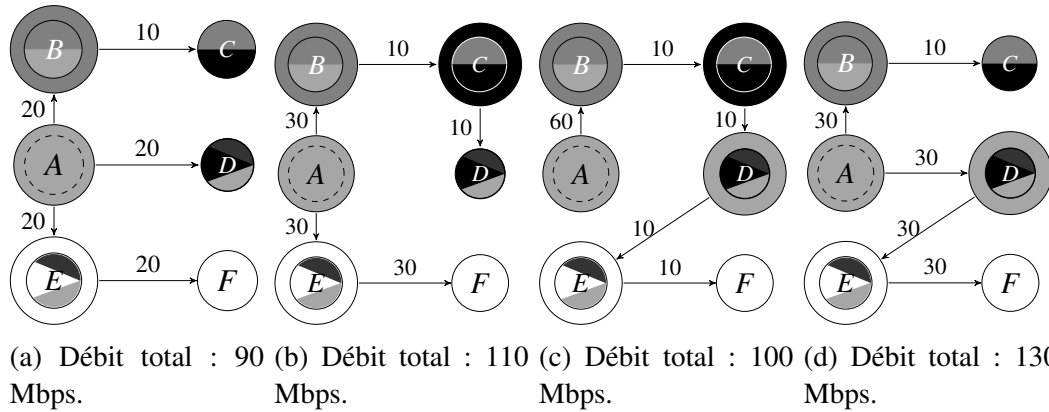 B 10 C
20
A 20 D
20
E 20 F
B 10 C
30 10
A D
30
E 30 F
B 10 C
60 10
A D
10
E 10 F
B 10 C
30
A 30 D
30
E 30 F
(a) Débit total : 90
Mbps.
(b) Débit total : 110
Mbps.
(c) Débit total : 100
Mbps.
(d) Débit total : 130
Mbps.